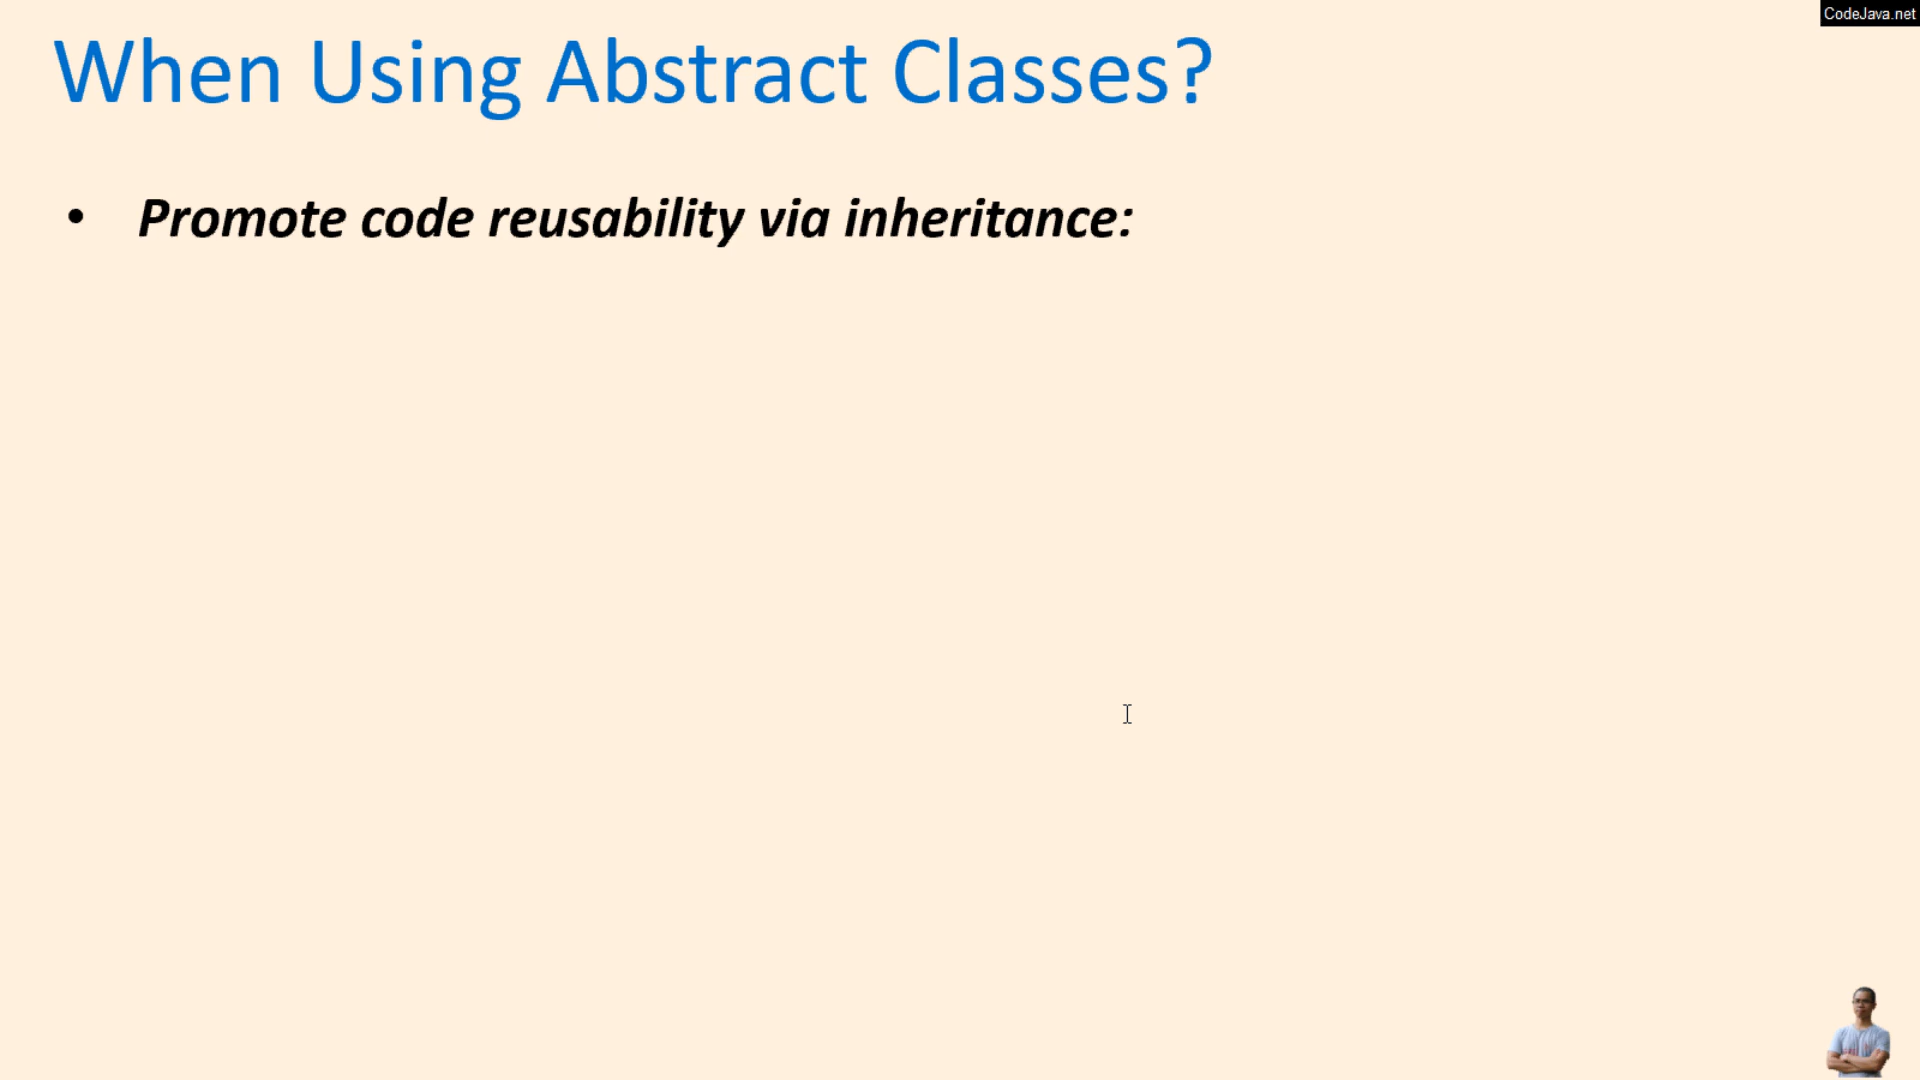 CodeJava.net
When Using Abstract Classes?
• Promote code reusability via inheritance: